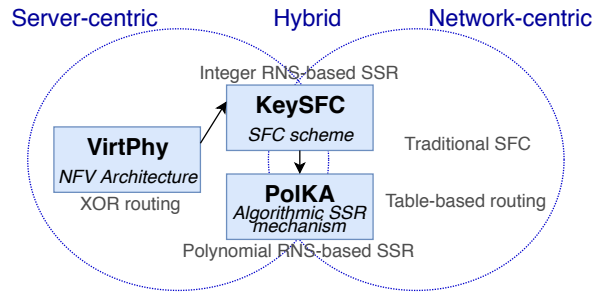 Server-centric
Hybrid
Network-centric
Integer RNS-based SSR
KeySFC
SFC scheme
VirtPhy
NFV Architecture
XOR routing
Traditional SFC
PolKA
Algorithmic SSR
mechanism
Table-based routing
Polynomial RNS-based SSR